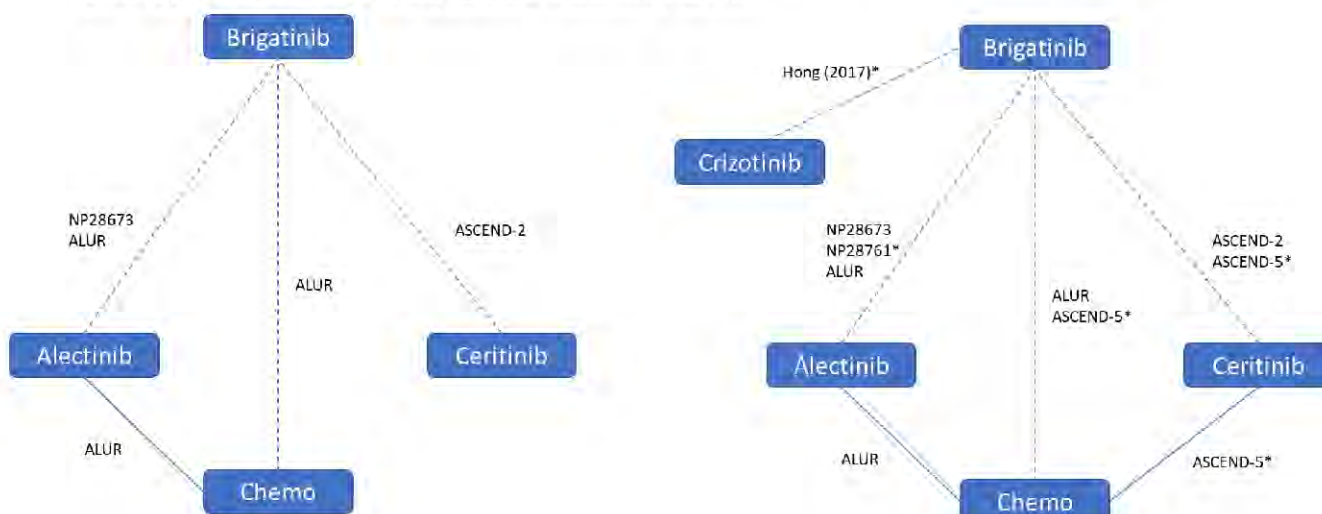 Brigatinib
NP28673
ALUR
ASCEND-2
ALUR
Alectinib
Ceritinib
ALUR
Chemo
Brigatinib
Hong (2017)*
Crizotinib
NP28673
NP28761*
ALUR
ASCEND-2
ASCEND-5*
ALUR
ASCEND-5*
Alectinib
Ceritinib
ALUR
ASCEND-5*
Chemo